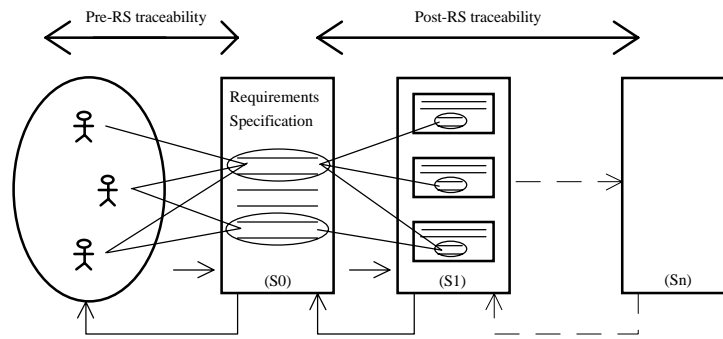 Pre-RS traceability
Post-RS traceability
Requirements
Specification
(S0)
(S1)
(Sn)